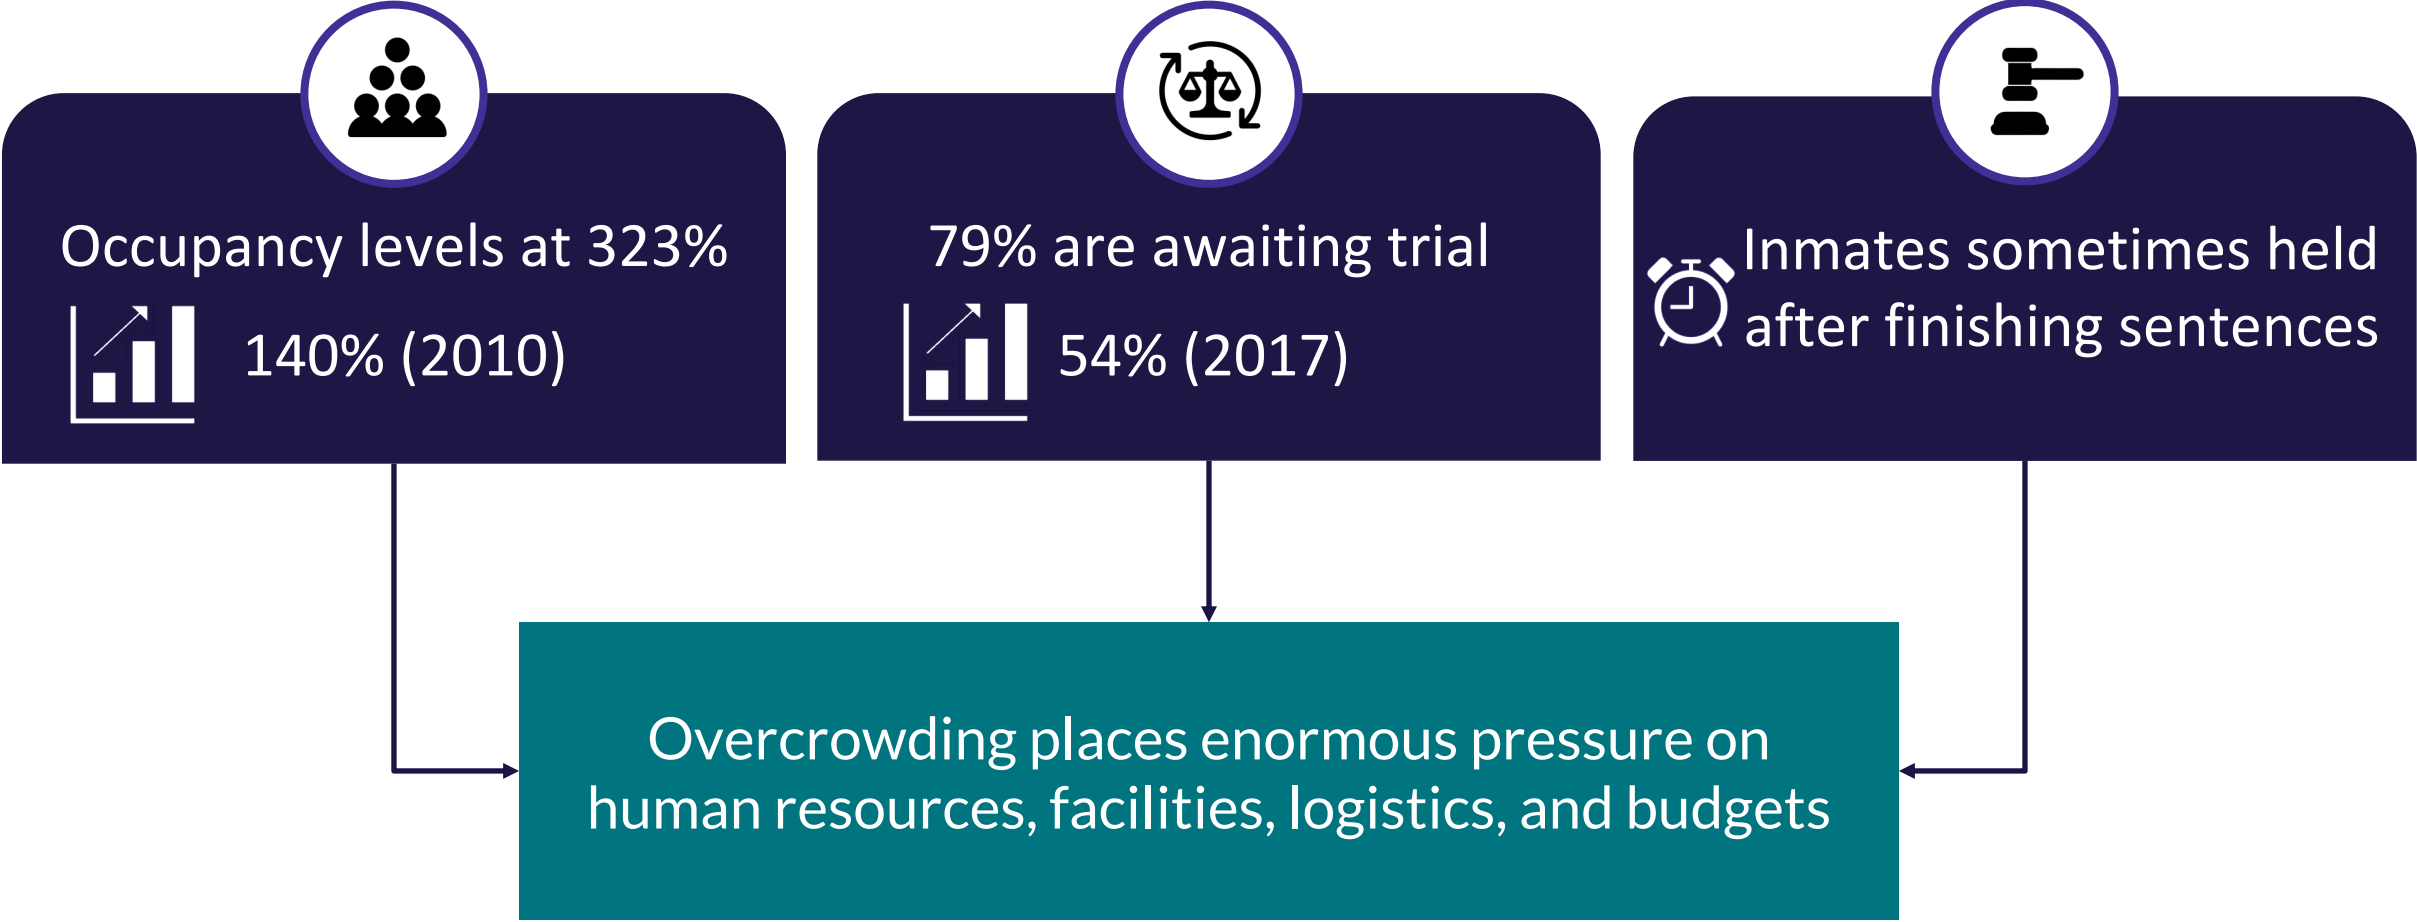 Occupancy levels at 323%
140% (2010)
79% are awaiting trial
54% (2017)
Inmates sometimes held
after finishing sentences
Overcrowding places enormous pressure on
human resources, facilities, logistics, and budgets